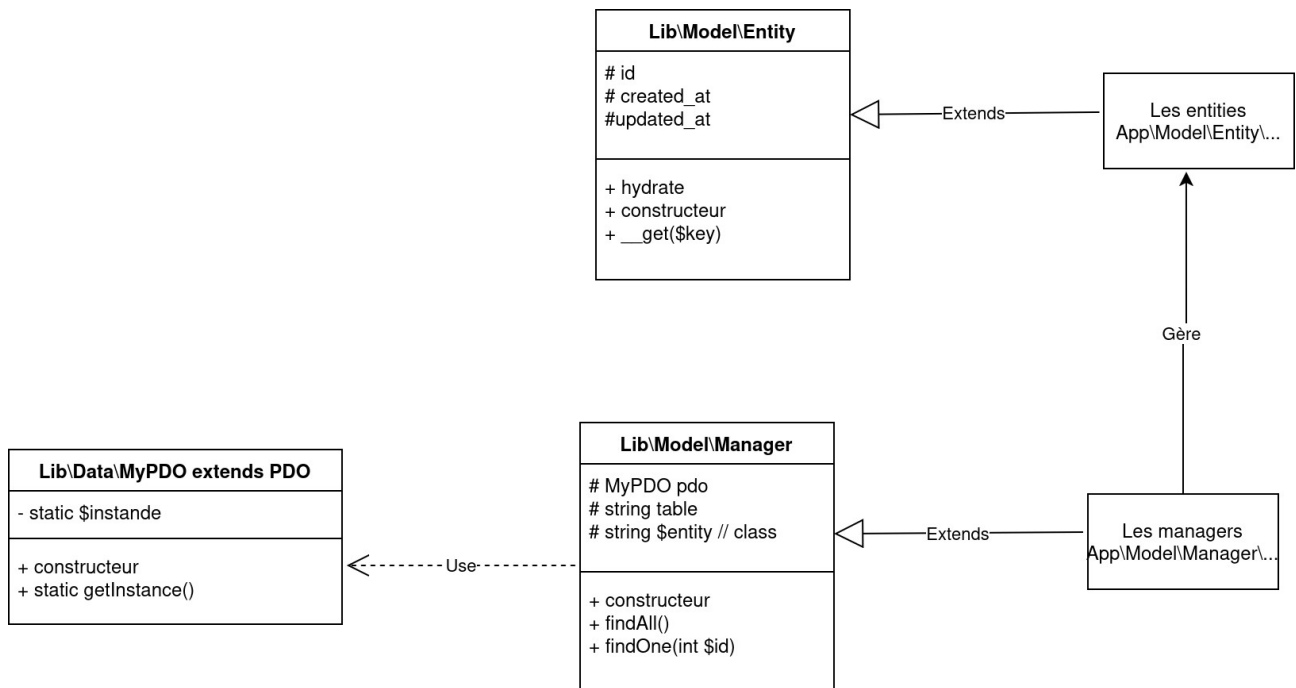 Lib\Model\Entity
# id
# created_at
#updated_at
+ hydrate
+ constructeur
+ __get($key)
Extends
Les entities
App\Model\Entity\...
Gère
Lib\Data\MyPDO extends PDO
- static $instande
+ constructeur
+ static getInstance()
Use
Lib\Model\Manager
# MyPDO pdo
# string table
# string $entity // class
+ constructeur
+ findAll()
+ findOne(int $id)
Extends
Les managers
App\Model\Manager\...